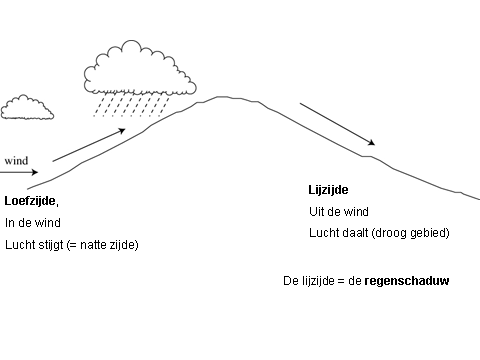 wind
Loefzijde,
In de wind
Lucht stijgt (= natte zijde)
Lijzijde
Uit de wind
Lucht daalt (droog gebied)
De lijzijde = de regenschaduw